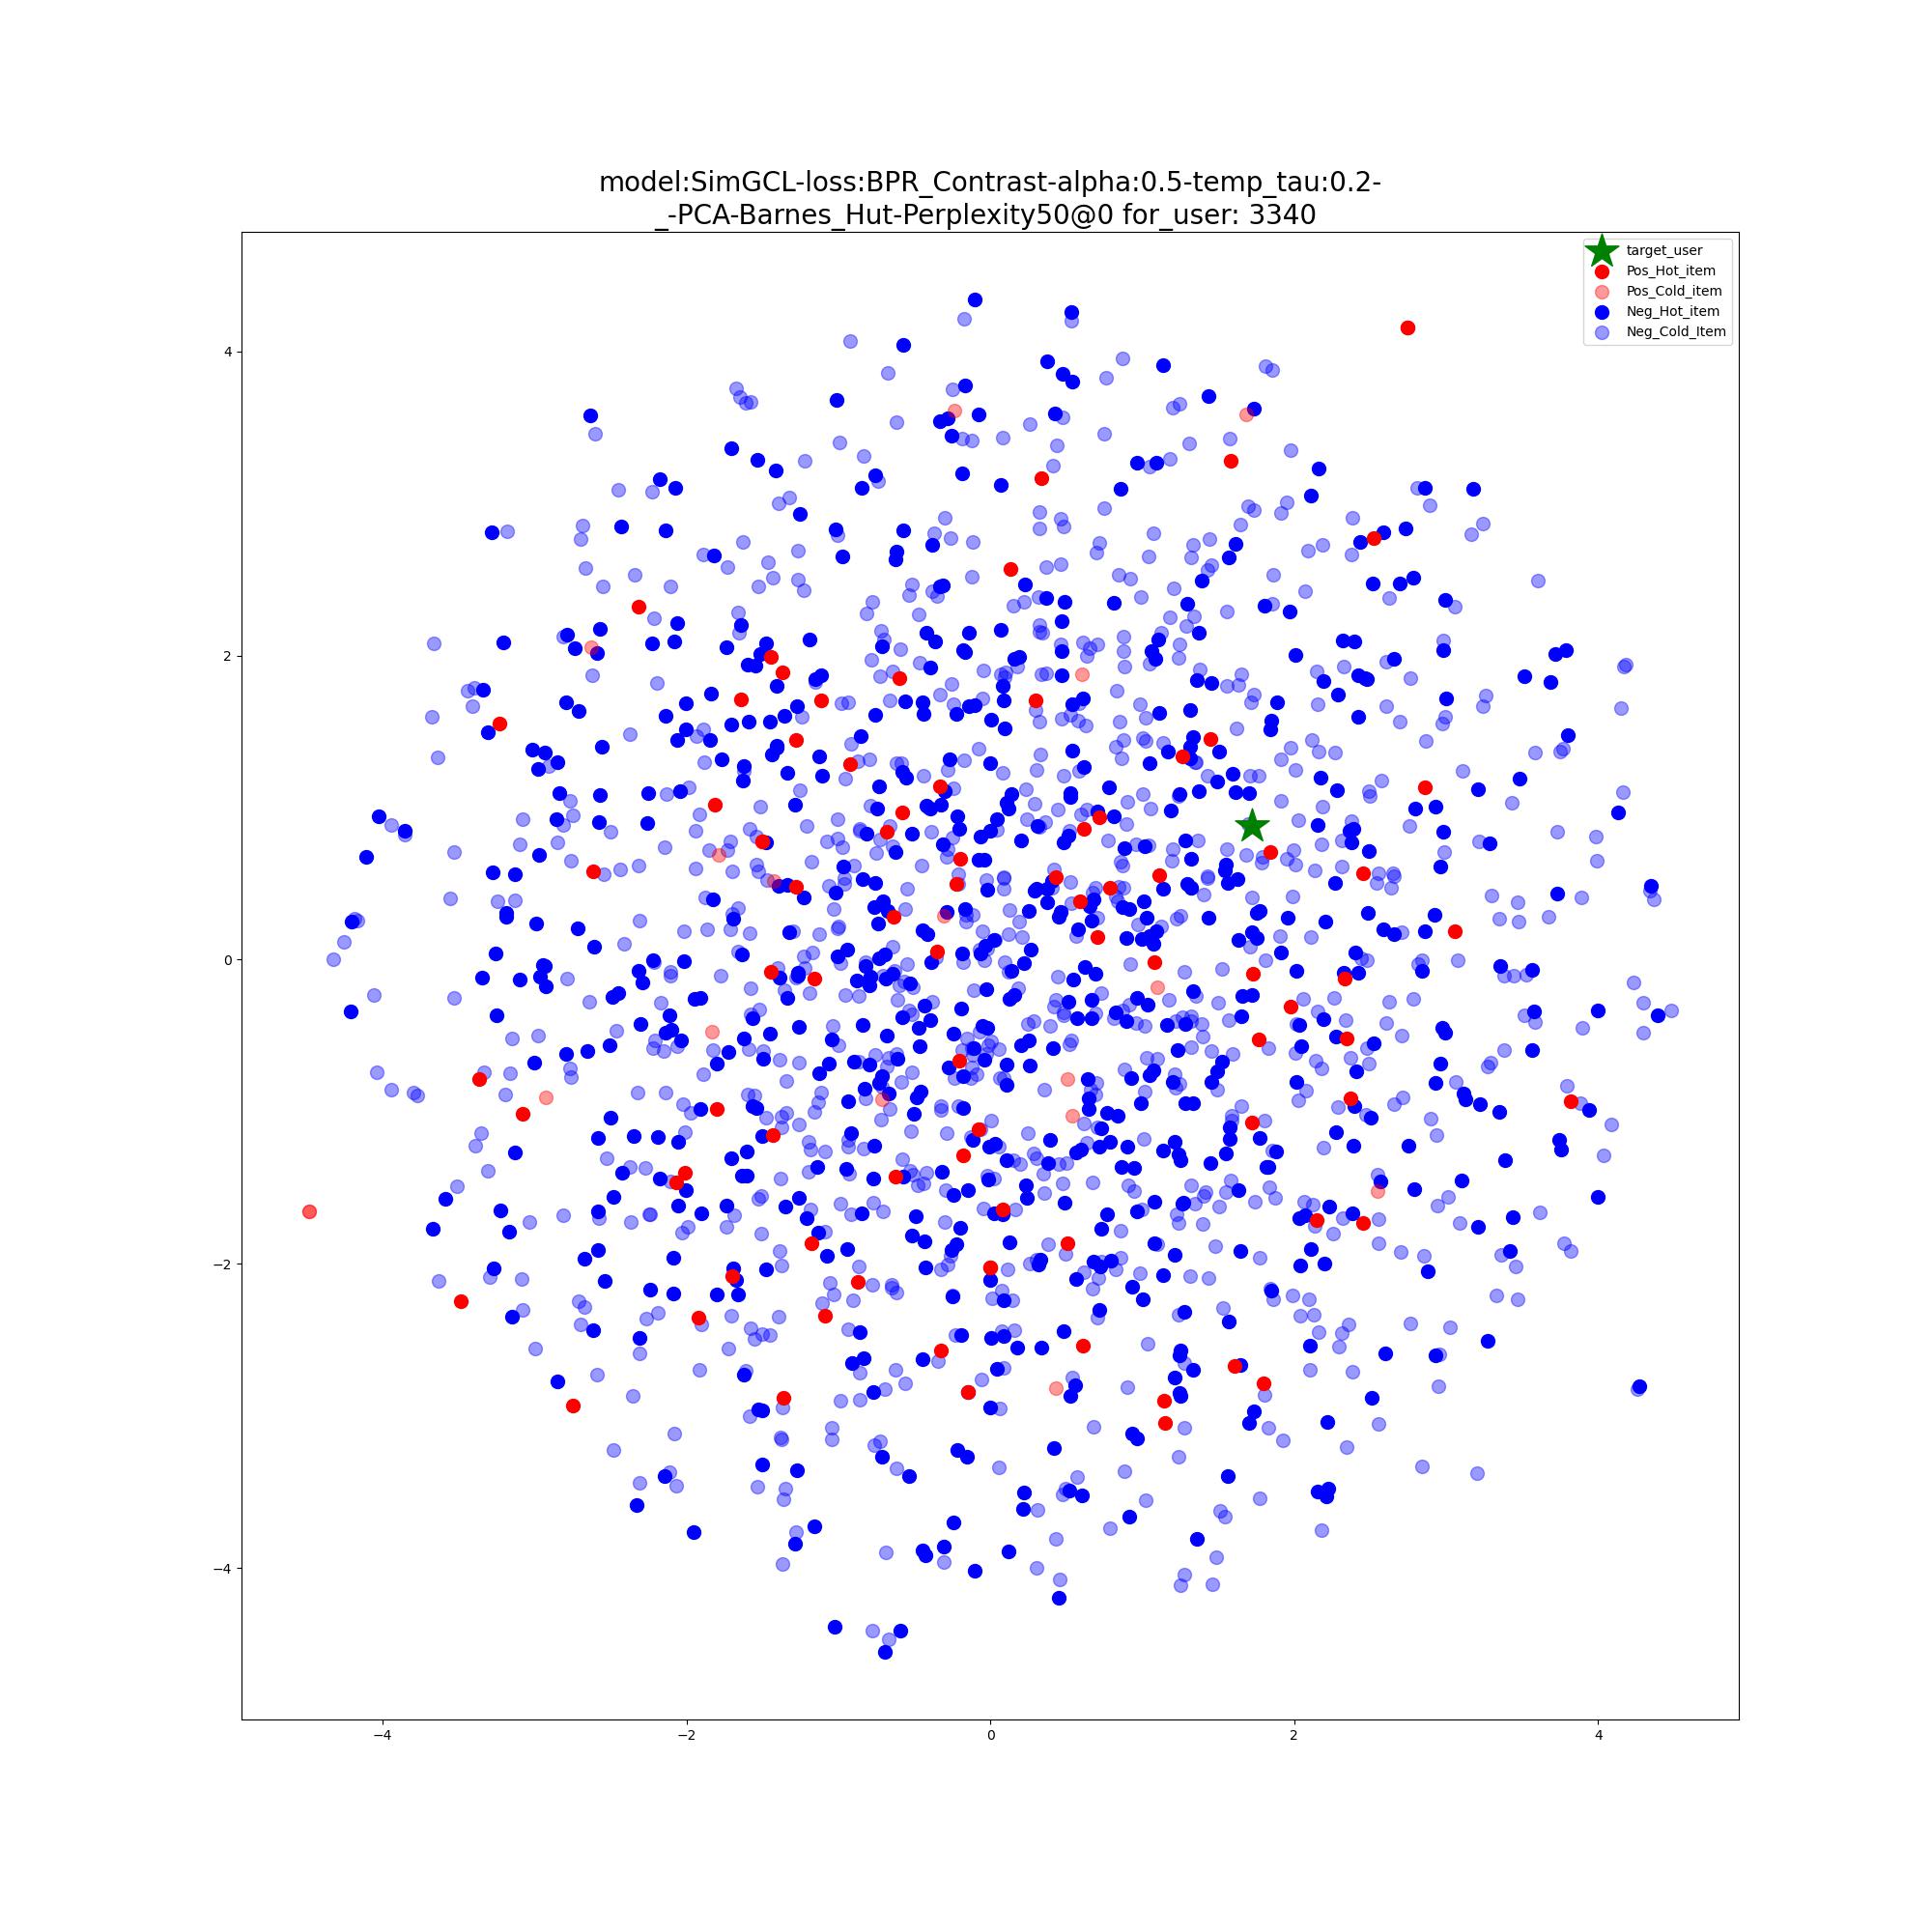 model:SimGCL-loss:BPR_Contrast-alpha:0.5-temp_tau:0.2-
_-PCA-Barnes_Hut-Perplexity50@0 for_user: 3340
target_user
Pos_Hot_item
Pos_Cold_item
Neg_Hot_item
Neg_Cold_Item
4
2
0
−2
−4
−4
−2
0
2
4